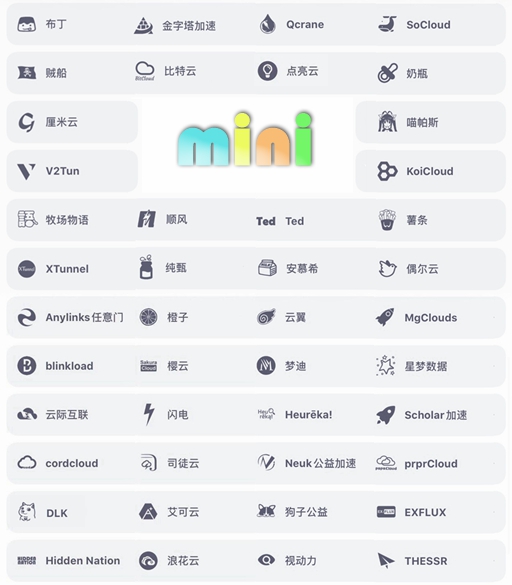 布丁 金字塔加速 Qcrane SoCloud
贼船 BitCloud 比特云 点亮云 奶瓶
厘米云 喵帕斯
mini
V2Tun KoiCloud
牧场物语 顺风 Ted Ted 薯条
XTunnel XTunnel 纯甄 安慕希 偶尔云
Anylinks任意门 橙子 云翼 MgClouds
blinkload Sakura Cloud 樱云 梦迪 星梦数据
云际互联 闪电 Heurēka! Heurēka! Scholar加速
cordcloud 司徒云 Neuk公益加速 prprCloud prprCloud
DLK 艾可云 狗子公益 EXFLUX
HIDDEN NATION Hidden Nation 浪花云 视动力 THESSR